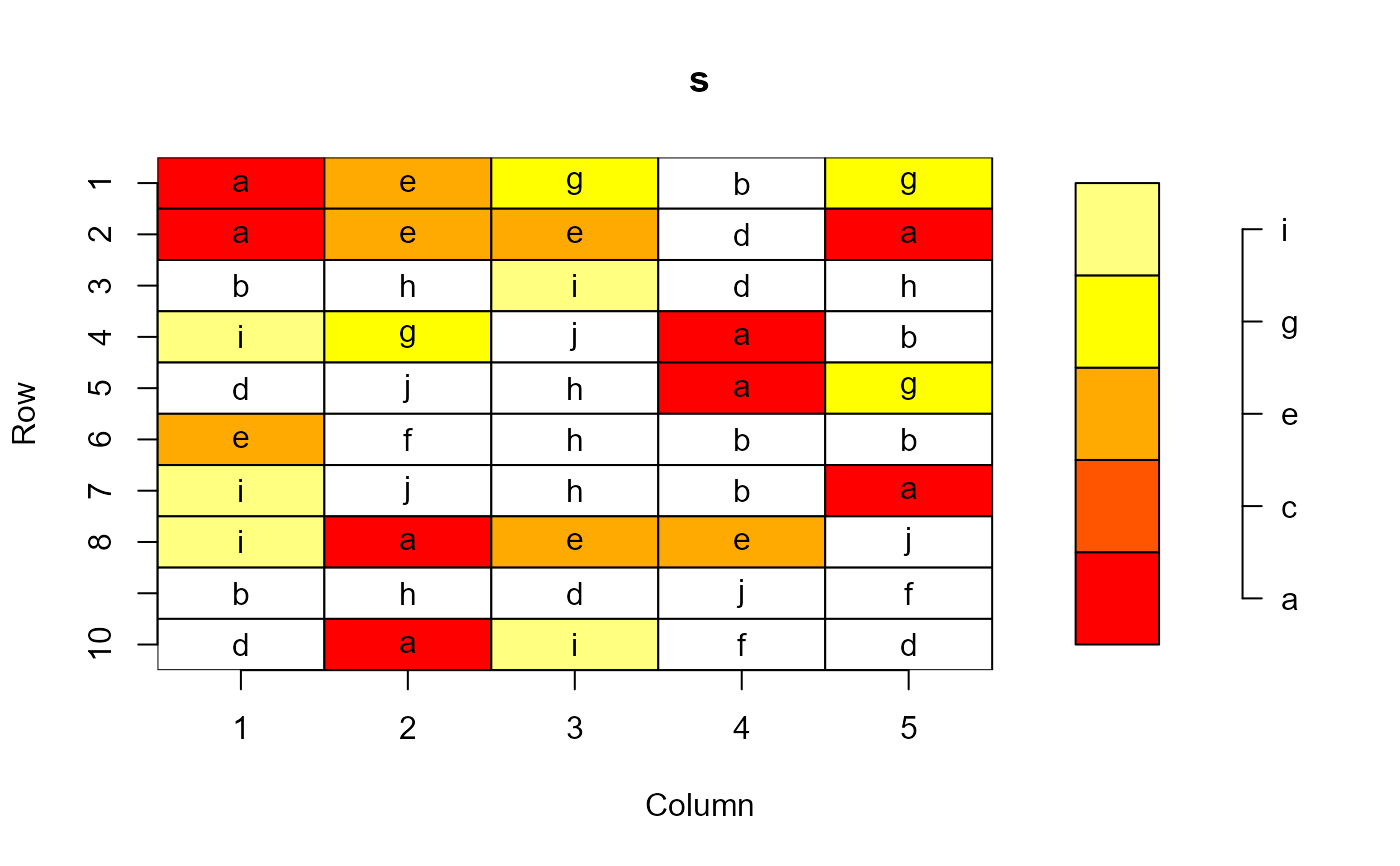 s
1 a e g b g
2 a e e d a
3 b h i d h
4 i g j a b
5 d j h a g
6 e f h b b
7 i j h b a
8 i a e e j
b h d j f
10 d a i f d
1 2 3 4 5
Row
Column
i
g
e
c
a